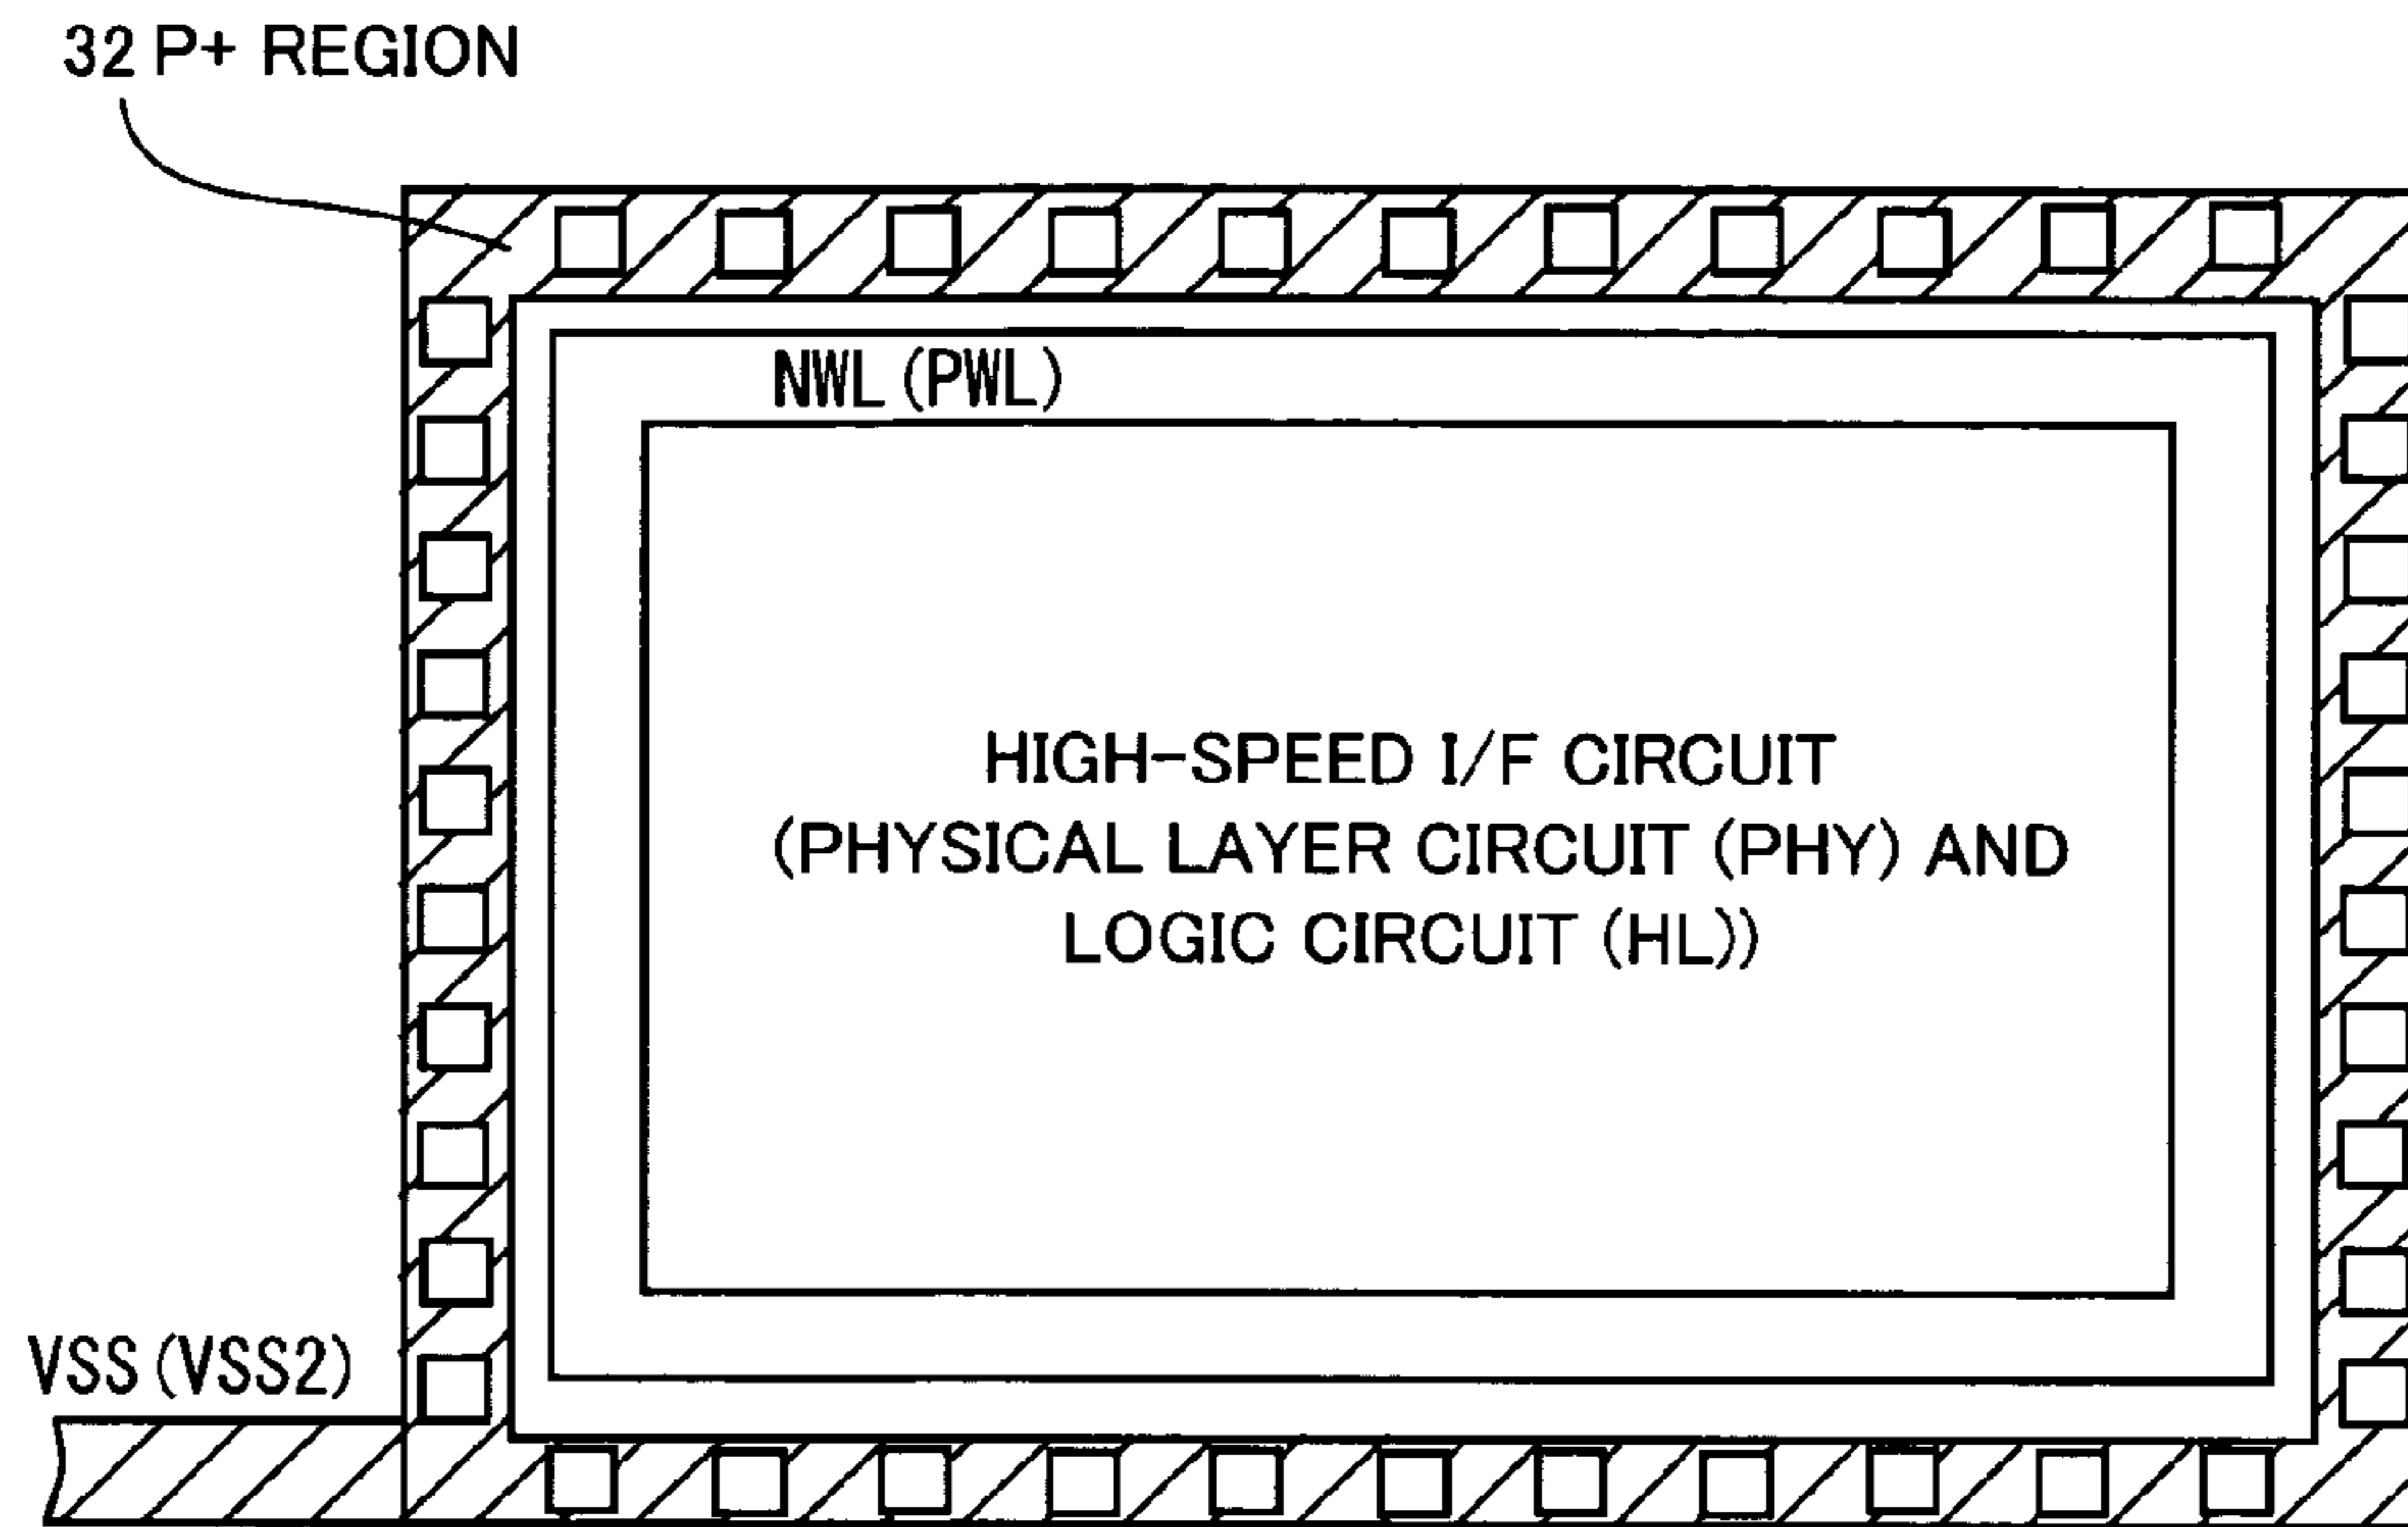 32 P+ REGION
NWL (PWL)
HIGH-SPEED I/F CIRCUIT
(PHYSICAL LAYER CIRCUIT (PHY) AND
LOGIC CIRCUIT (HL))
VSS (VSS2)